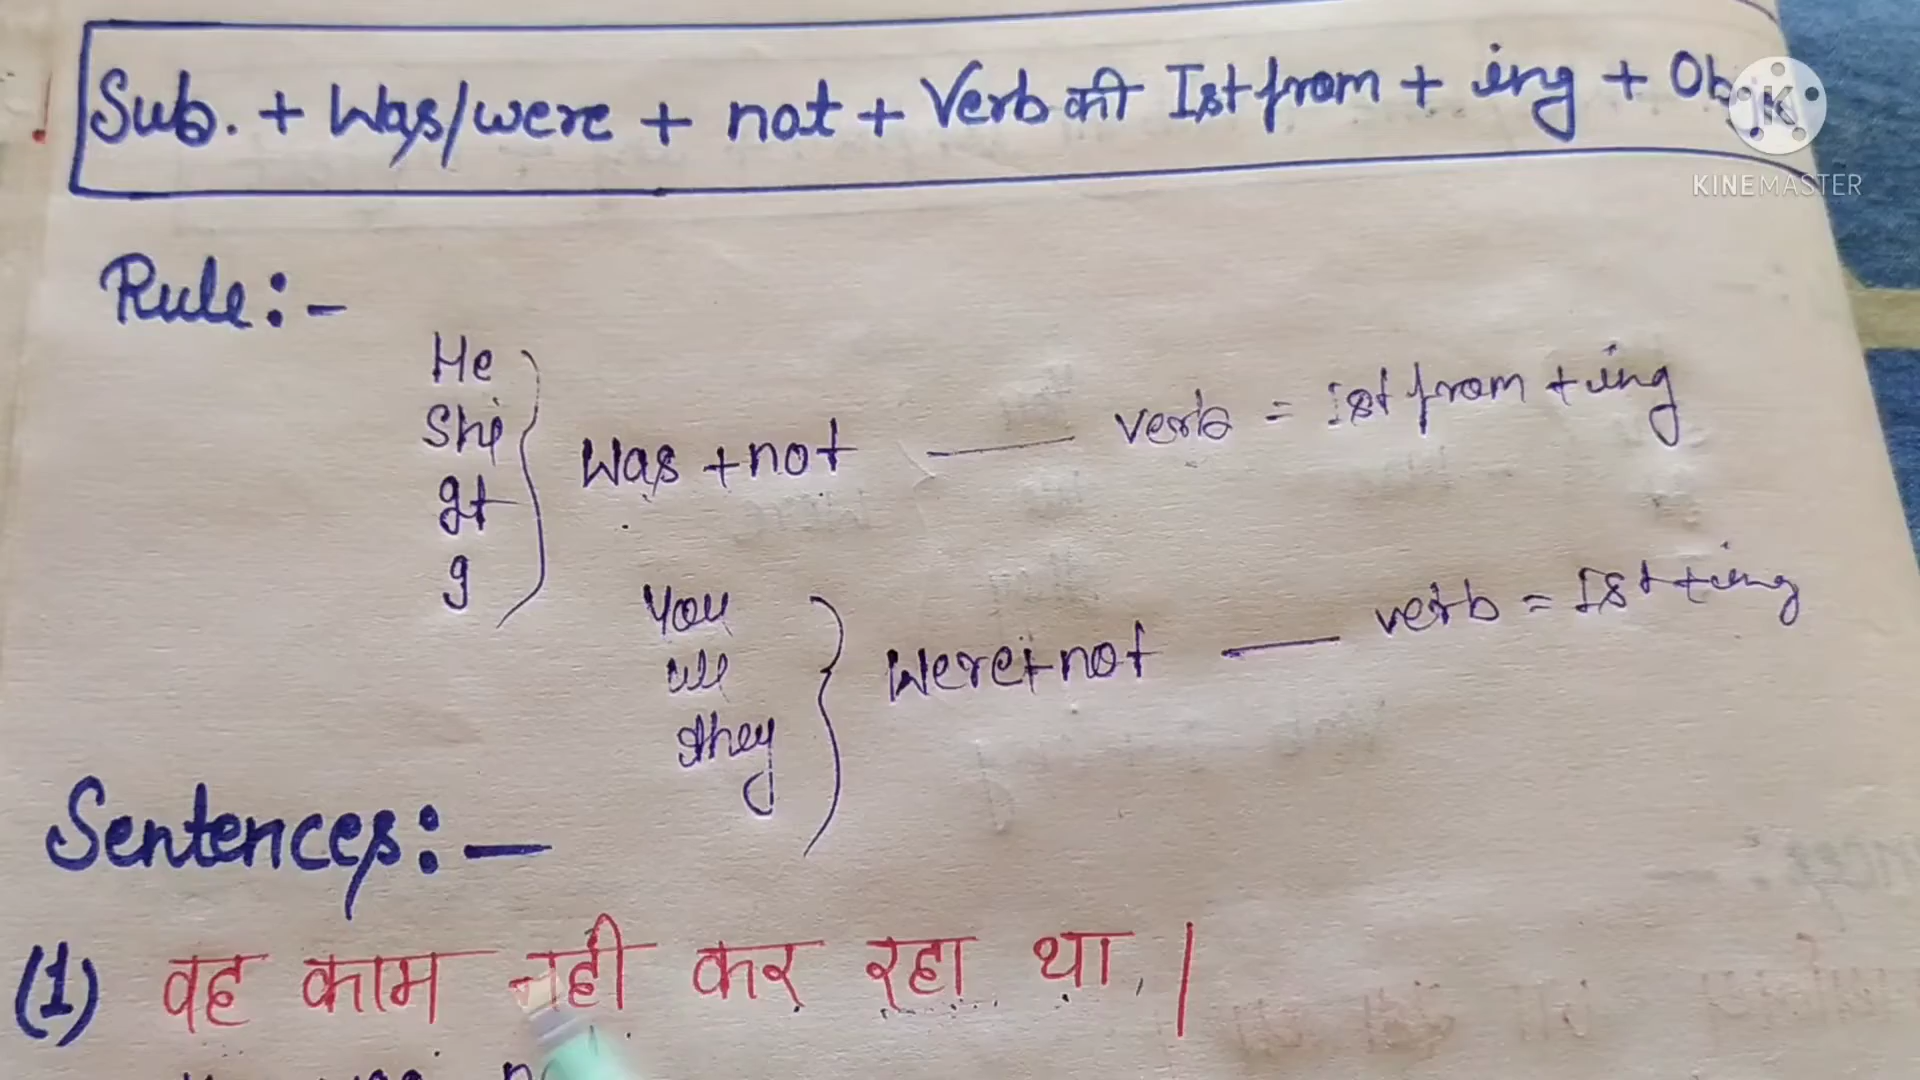 Sub. + Was/were + not + Verb की Ist from + ing + Obj
KINEMASTER
Rule:-
He
She
It
I
Was + not — verb = Ist from + ing
You
we
they
Were + not — verb = Ist + ing
Sentences:-
(1) वह काम नही कर रहा था।